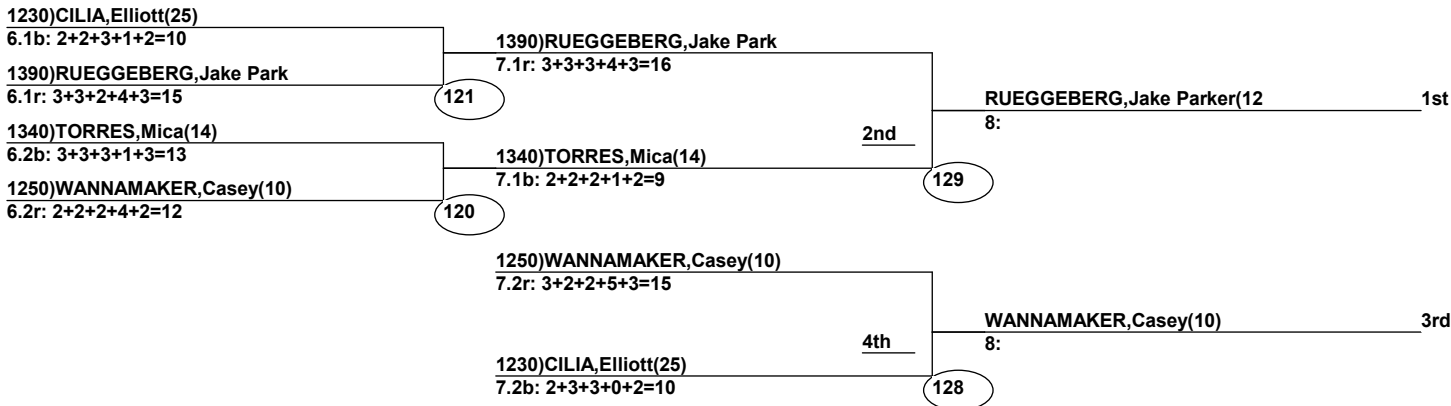 1230)CILIA,Elliott(25)
6.1b: 2+2+3+1+2=10
1390)RUEGGEBERG,Jake Park
6.1r: 3+3+2+4+3=15
121
1340)TORRES,Mica(14)
6.2b: 3+3+3+1+3=13
1250)WANNAMAKER,Casey(10)
6.2r: 2+2+2+4+2=12
120
1390)RUEGGEBERG,Jake Park
7.1r: 3+3+3+4+3=16
1340)TORRES,Mica(14)
7.1b: 2+2+2+1+2=9
2nd
129
RUEGGEBERG,Jake Parker(12 1st
8:
1250)WANNAMAKER,Casey(10)
7.2r: 3+2+2+5+3=15
1230)CILIA,Elliott(25)
7.2b: 2+3+3+0+2=10
4th
128
WANNAMAKER,Casey(10) 3rd
8: